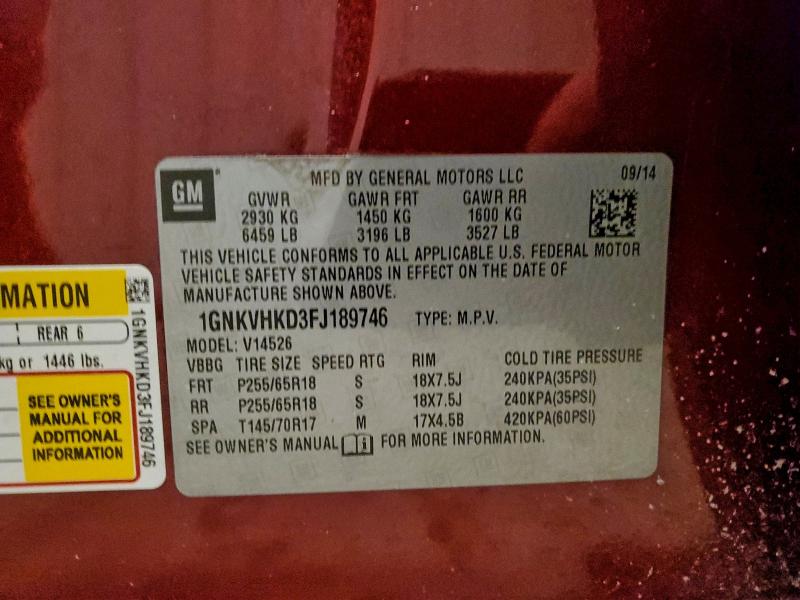 GM
MFD BY GENERAL MOTORS LLC 09/14
GVWR GAWR FRT GAWR RR
2930 KG 1450 KG 1600 KG
6459 LB 3196 LB 3527 LB
THIS VEHICLE CONFORMS TO ALL APPLICABLE U.S. FEDERAL MOTOR
VEHICLE SAFETY STANDARDS IN EFFECT ON THE DATE OF
MANUFACTURE SHOWN ABOVE.
1GNKVHKD3FJ189746 TYPE: M.P.V.
MODEL: V14526
VBBG TIRE SIZE SPEED RTG RIM COLD TIRE PRESSURE
FRT P255/65R18 S 18X7.5J 240KPA(35PSI)
RR P255/65R18 S 18X7.5J 240KPA(35PSI)
SPA T145/70R17 M 17X4.5B 420KPA(60PSI)
SEE OWNER'S MANUAL FOR MORE INFORMATION.
MATION
REAR 6
kg or 1446 lbs.
SEE OWNER'S
MANUAL FOR
ADDITIONAL
INFORMATION
1GNKVHKD3FJ189746